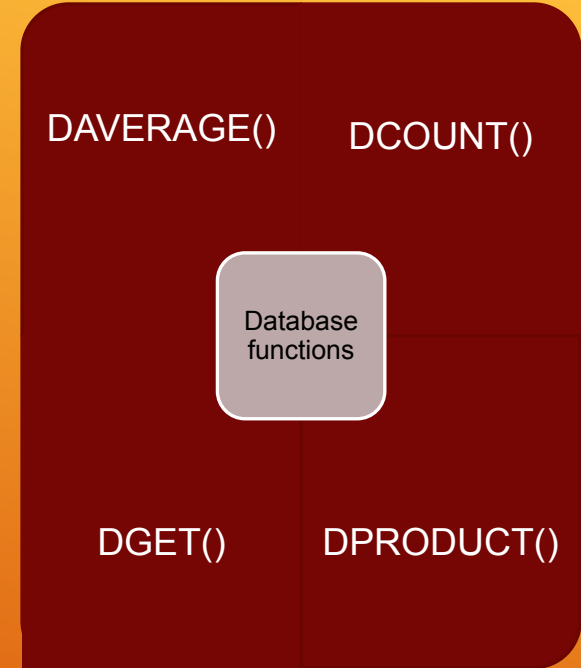 DAVERAGE()
DCOUNT()
Database
functions
DGET()
DPRODUCT()